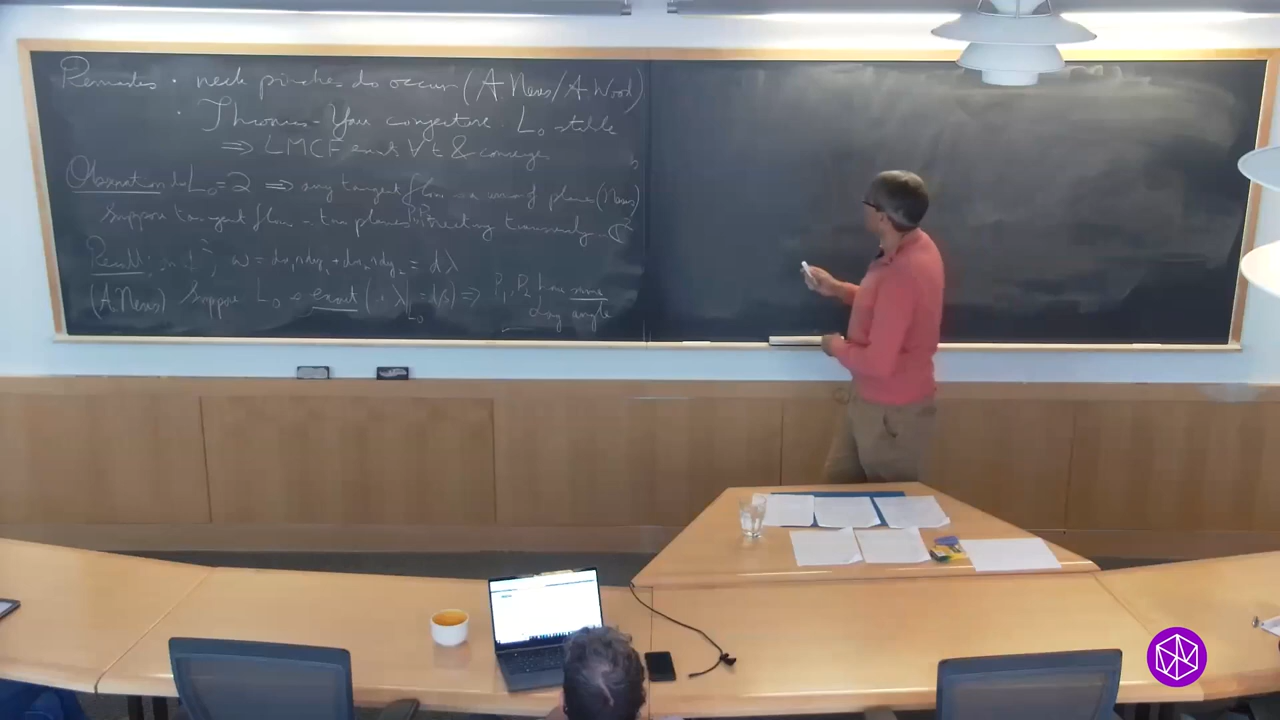 Remarks • neck pinches do occur (A Neves/A Wood)
• Thomas-Yau conjecture. L₀ stable
⇒ LMCF exists ∀ t & converges
Observation L₀ = 2 ⇒ any tangent flow is a union of planes (Neves)
Suppose tangent flow = two planes P₁, P₂ intersecting transversely
Recall: in ℂ², ω = dx₁∧dy₁ + dx₂∧dy₂ = dλ
(A. Neves) Suppose L₀ is exact ( λ|L₀ = dβ) ⇒ P₁, P₂ have same
Lag angle